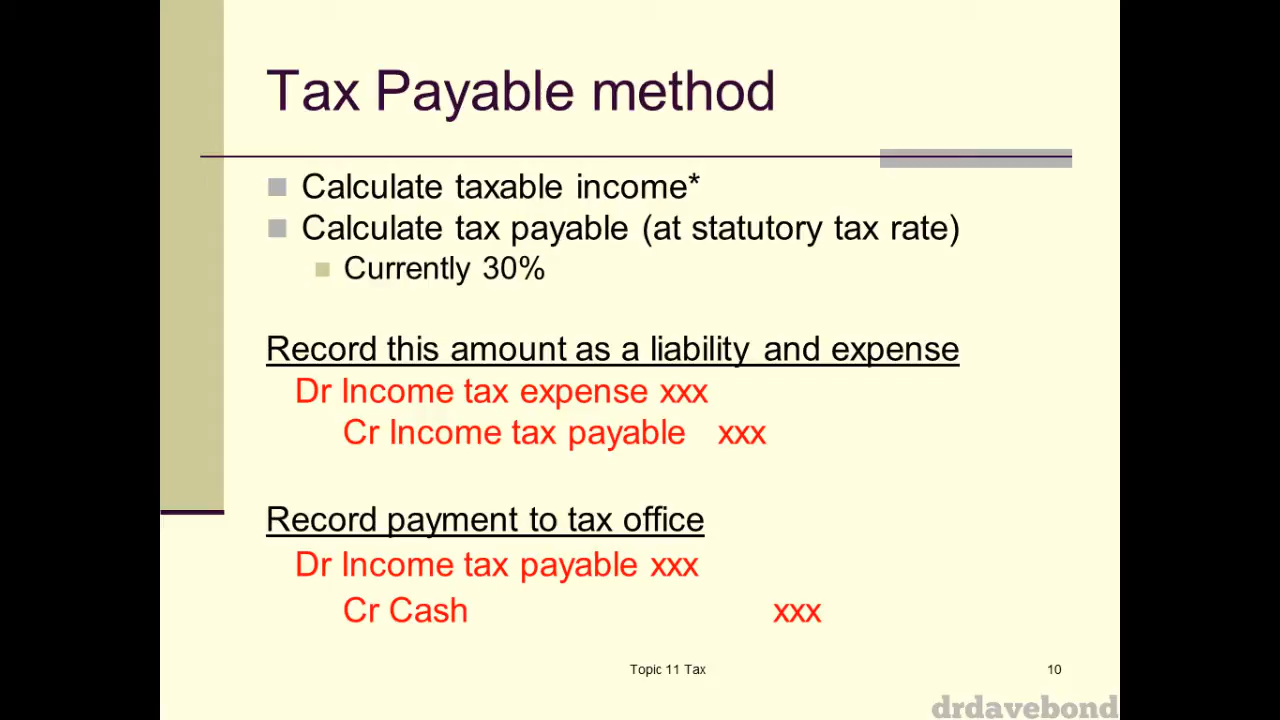 Tax Payable method
Calculate taxable income*
Calculate tax payable (at statutory tax rate)
Currently 30%
Record this amount as a liability and expense
Dr Income tax expense xxx
Cr Income tax payable xxx
Record payment to tax office
Dr Income tax payable xxx
Cr Cash xxx
Topic 11 Tax 10
drdavebond